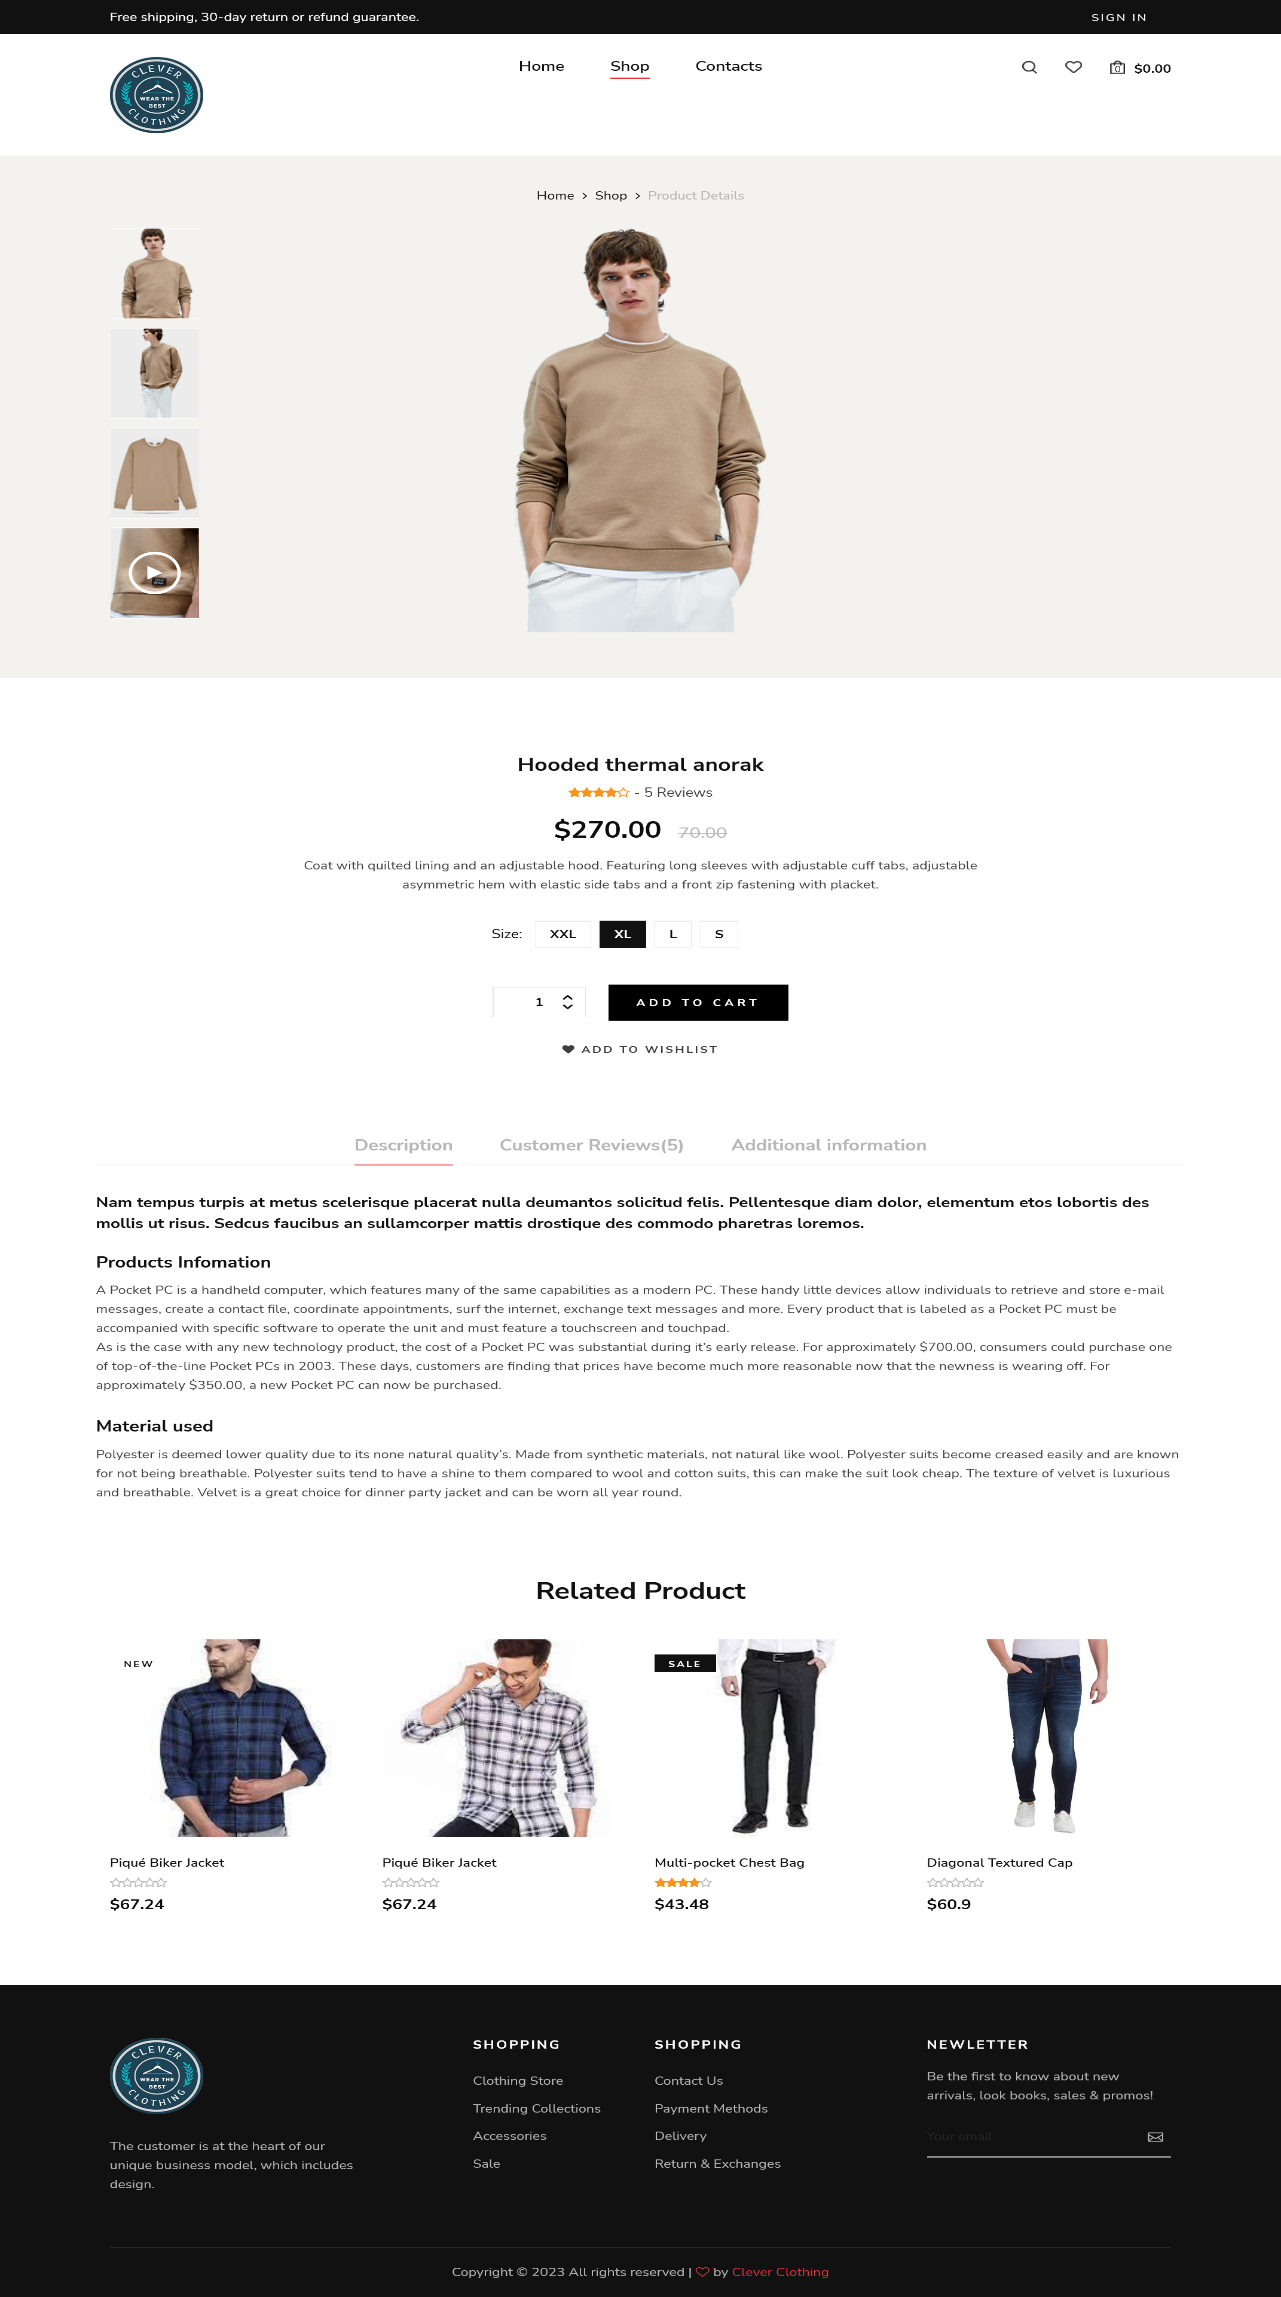 Free shipping, 30-day return or refund guarantee.
SIGN IN
CLEVER
WEAR THE
BEST
CLOTHING
Home
Shop
Contacts
0
$0.00
Home > Shop > Product Details
Hooded thermal anorak
- 5 Reviews
$270.00 70.00
Coat with quilted lining and an adjustable hood. Featuring long sleeves with adjustable cuff tabs, adjustable
asymmetric hem with elastic side tabs and a front zip fastening with placket.
Size: XXL XL L S
1
ADD TO CART
ADD TO WISHLIST
Description
Customer Reviews(5)
Additional information
Nam tempus turpis at metus scelerisque placerat nulla deumantos solicitud felis. Pellentesque diam dolor, elementum etos lobortis des
mollis ut risus. Sedcus faucibus an sullamcorper mattis drostique des commodo pharetras loremos.
Products Infomation
A Pocket PC is a handheld computer, which features many of the same capabilities as a modern PC. These handy little devices allow individuals to retrieve and store e-mail
messages, create a contact file, coordinate appointments, surf the internet, exchange text messages and more. Every product that is labeled as a Pocket PC must be
accompanied with specific software to operate the unit and must feature a touchscreen and touchpad.
As is the case with any new technology product, the cost of a Pocket PC was substantial during it's early release. For approximately $700.00, consumers could purchase one
of top-of-the-line Pocket PCs in 2003. These days, customers are finding that prices have become much more reasonable now that the newness is wearing off. For
approximately $350.00, a new Pocket PC can now be purchased.
Material used
Polyester is deemed lower quality due to its none natural quality's. Made from synthetic materials, not natural like wool. Polyester suits become creased easily and are known
for not being breathable. Polyester suits tend to have a shine to them compared to wool and cotton suits, this can make the suit look cheap. The texture of velvet is luxurious
and breathable. Velvet is a great choice for dinner party jacket and can be worn all year round.
Related Product
NEW
SALE
Piqué Biker Jacket
$67.24
Piqué Biker Jacket
$67.24
Multi-pocket Chest Bag
$43.48
Diagonal Textured Cap
$60.9
CLEVER
WEAR THE
BEST
CLOTHING
The customer is at the heart of our
unique business model, which includes
design.
SHOPPING
Clothing Store
Trending Collections
Accessories
Sale
SHOPPING
Contact Us
Payment Methods
Delivery
Return & Exchanges
NEWLETTER
Be the first to know about new
arrivals, look books, sales & promos!
Your email
Copyright © 2023 All rights reserved | ♡ by Clever Clothing